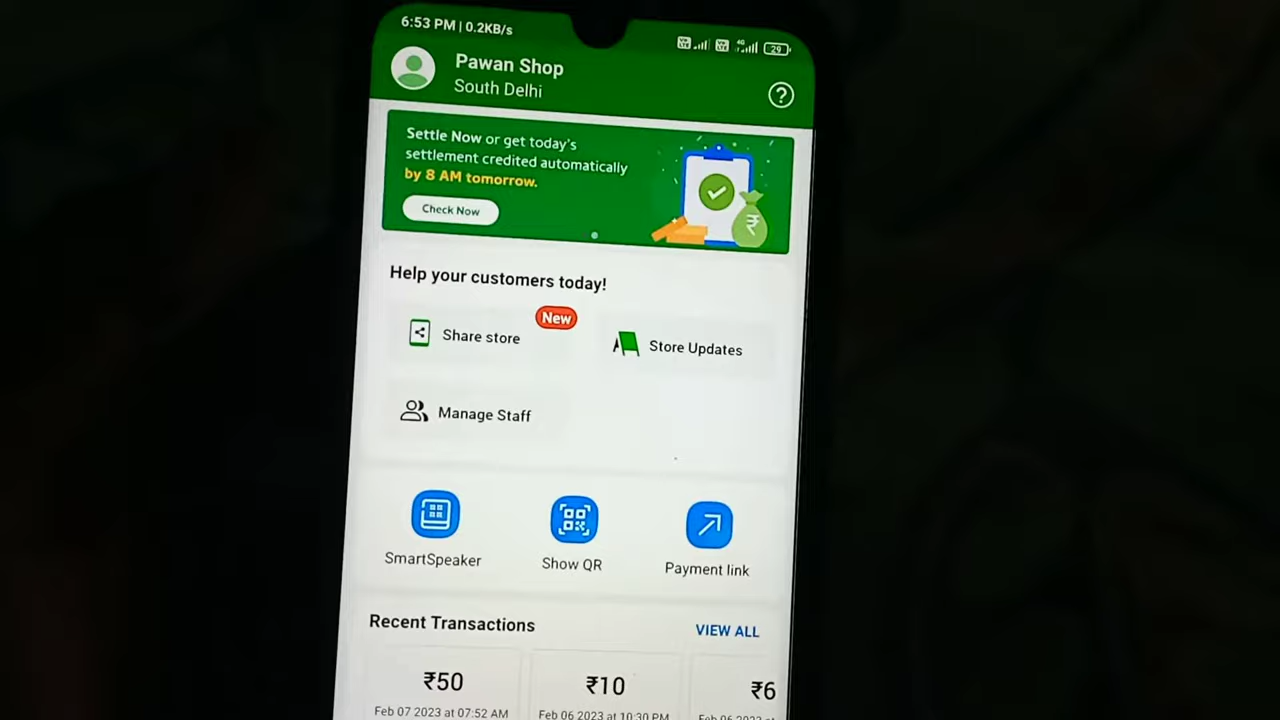 6:53 PM | 0.2KB/s
4G
29
Pawan Shop
South Delhi
?
Settle Now or get today's
settlement credited automatically
by 8 AM tomorrow.
Check Now
₹
Help your customers today!
New
Share store
Store Updates
Manage Staff
SmartSpeaker
Show QR
Payment link
Recent Transactions
VIEW ALL
₹50
₹10
₹6
Feb 07 2023 at 07:52 AM
Feb 06 2023 at 10:30 PM
Feb 06 2023 at